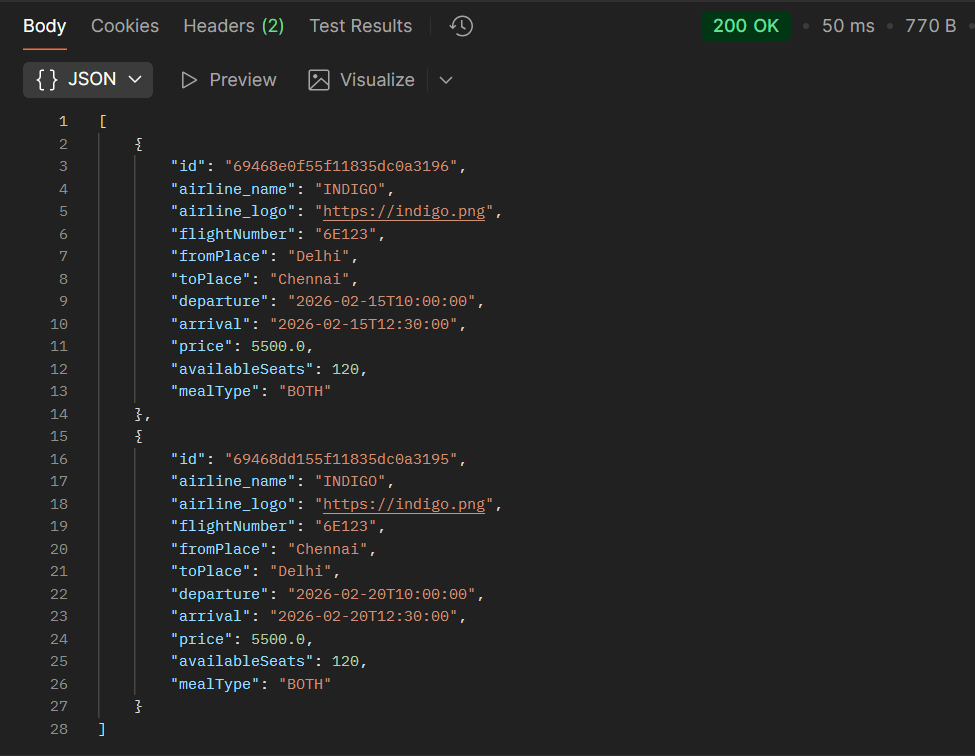 Body Cookies Headers (2) Test Results 200 OK • 50 ms • 770 B •
{} JSON Preview Visualize
1 [
2 {
3 "id": "69468e0f55f11835dc0a3196",
4 "airline_name": "INDIGO",
5 "airline_logo": "https://indigo.png",
6 "flightNumber": "6E123",
7 "fromPlace": "Delhi",
8 "toPlace": "Chennai",
9 "departure": "2026-02-15T10:00:00",
10 "arrival": "2026-02-15T12:30:00",
11 "price": 5500.0,
12 "availableSeats": 120,
13 "mealType": "BOTH"
14 },
15 {
16 "id": "69468dd155f11835dc0a3195",
17 "airline_name": "INDIGO",
18 "airline_logo": "https://indigo.png",
19 "flightNumber": "6E123",
20 "fromPlace": "Chennai",
21 "toPlace": "Delhi",
22 "departure": "2026-02-20T10:00:00",
23 "arrival": "2026-02-20T12:30:00",
24 "price": 5500.0,
25 "availableSeats": 120,
26 "mealType": "BOTH"
27 }
28 ]